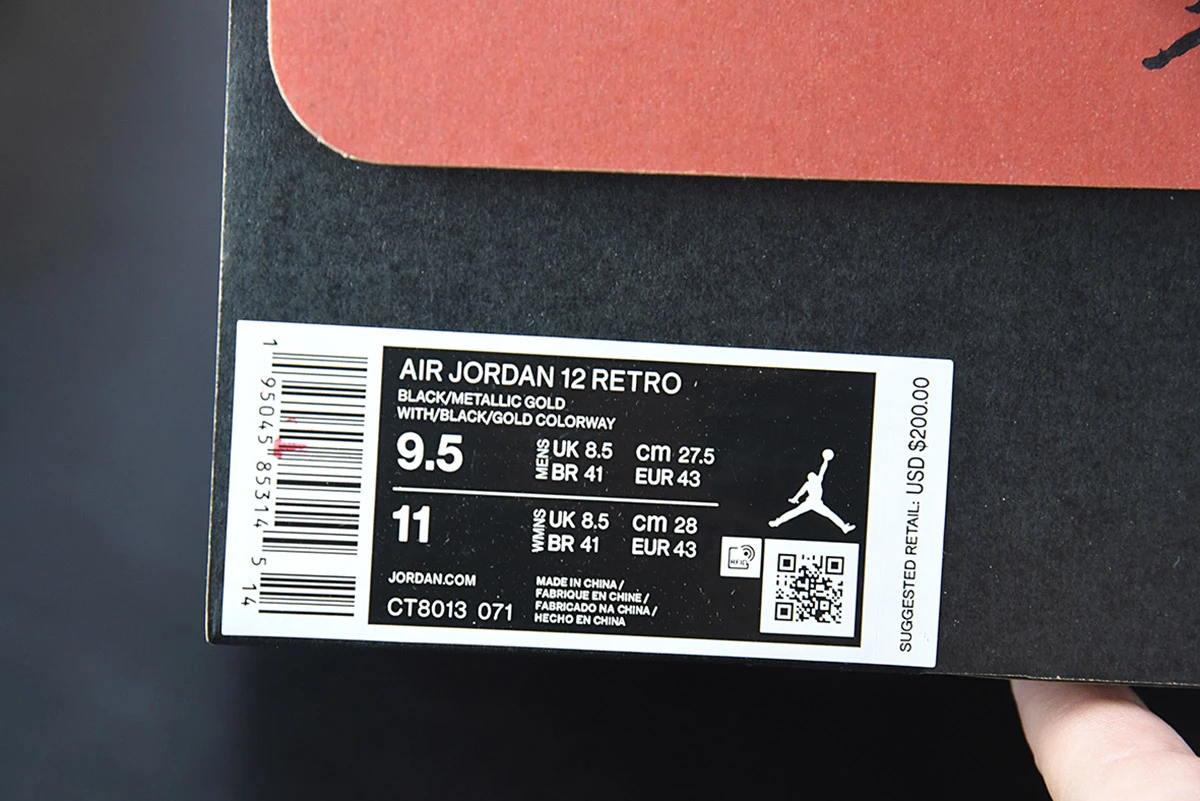 AIR JORDAN 12 RETRO
BLACK/METALLIC GOLD
WITH/BLACK/GOLD COLORWAY
9.5 MENS UK 8.5 cm 27.5
BR 41 EUR 43
11 WMNS UK 8.5 cm 28
BR 41 EUR 43
JORDAN.COM
CT8013 071
MADE IN CHINA /
FABRIQUE EN CHINE /
FABRICADO NA CHINA /
HECHO EN CHINA
1 95045 85314 5 14
SUGGESTED RETAIL: USD $200.00